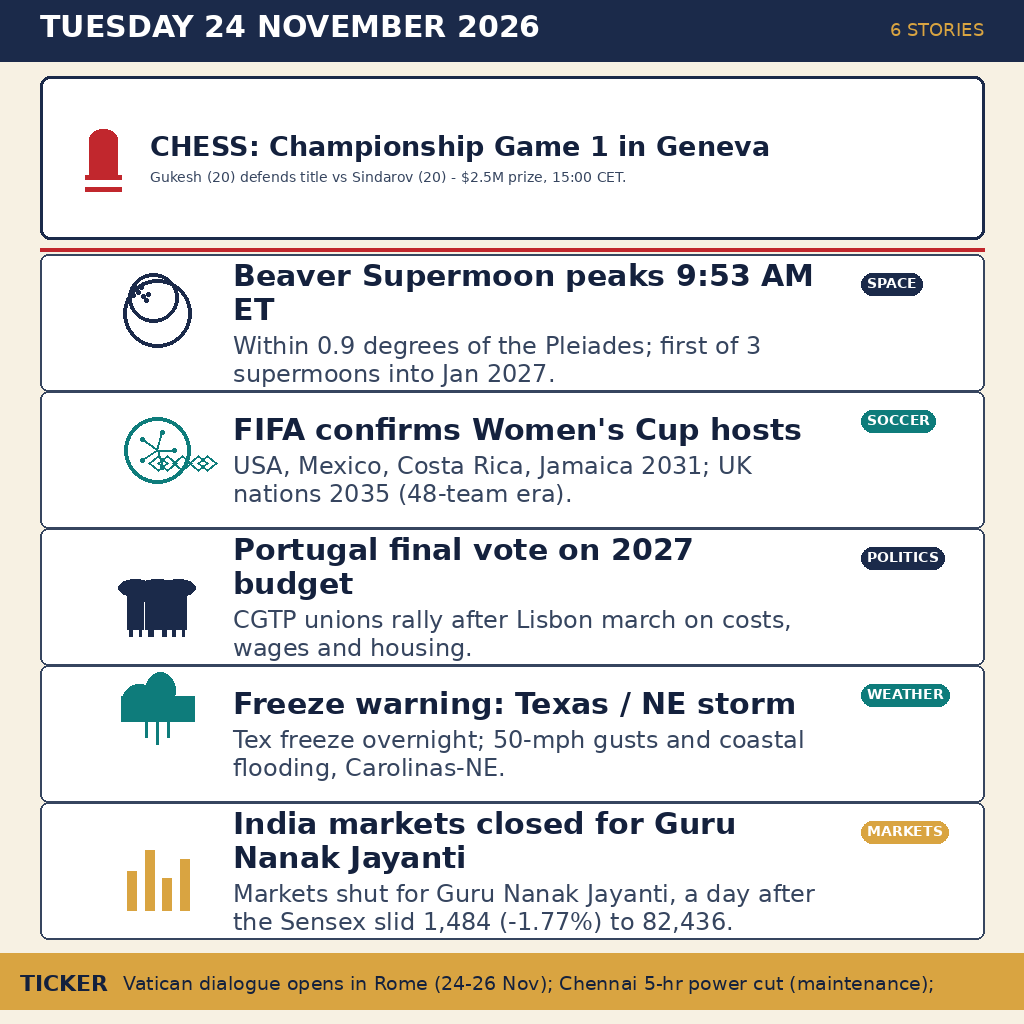 TUESDAY 24 NOVEMBER 2026
6 STORIES
CHESS: Championship Game 1 in Geneva
Gukesh (20) defends title vs Sindarov (20) - $2.5M prize, 15:00 CET.
Beaver Supermoon peaks 9:53 AM
ET
SPACE
Within 0.9 degrees of the Pleiades; first of 3
supermoons into Jan 2027.
FIFA confirms Women's Cup hosts
SOCCER
USA, Mexico, Costa Rica, Jamaica 2031; UK
nations 2035 (48-team era).
Portugal final vote on 2027
budget
POLITICS
CGTP unions rally after Lisbon march on costs,
wages and housing.
Freeze warning: Texas / NE storm
WEATHER
Tex freeze overnight; 50-mph gusts and coastal
flooding, Carolinas-NE.
India markets closed for Guru
Nanak Jayanti
MARKETS
Markets shut for Guru Nanak Jayanti, a day after
the Sensex slid 1,484 (-1.77%) to 82,436.
TICKER Vatican dialogue opens in Rome (24-26 Nov); Chennai 5-hr power cut (maintenance);